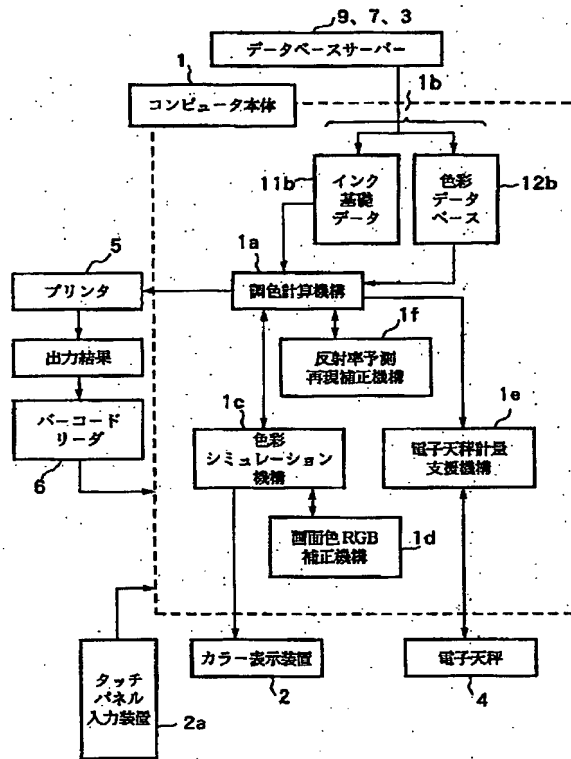 9、7、3
データベースサーバー
1
コンピュータ本体
1b
11b
インク
基礎
データ
色彩
データ
ベース
12b
5
プリンタ
1a
調色計算機構
1f
反射率予測
再現補正機構
出力結果
バーコード
リーダ
6
1c
色彩
シミュレーション
機構
1e
電子天秤計量
支援機構
画面色RGB
補正機構
1d
カラー表示装置
2
電子天秤
4
タッチ
パネル
入力装置
2a